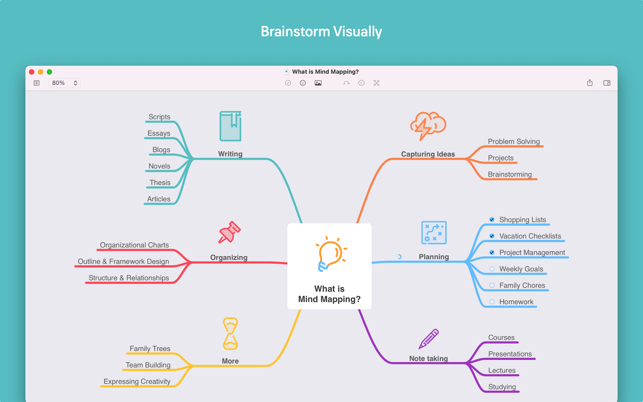 Brainstorm Visually
What is Mind Mapping?
80%
Scripts
Essays
Blogs
Novels
Thesis
Articles
Writing
Organizational Charts
Outline & Framework Design
Structure & Relationships
Organizing
Family Trees
Team Building
Expressing Creativity
More
What is
Mind Mapping?
Capturing Ideas
Problem Solving
Projects
Brainstorming
Planning
Shopping Lists
Vacation Checklists
Project Management
Weekly Goals
Family Chores
Homework
Note taking
Courses
Presentations
Lectures
Studying